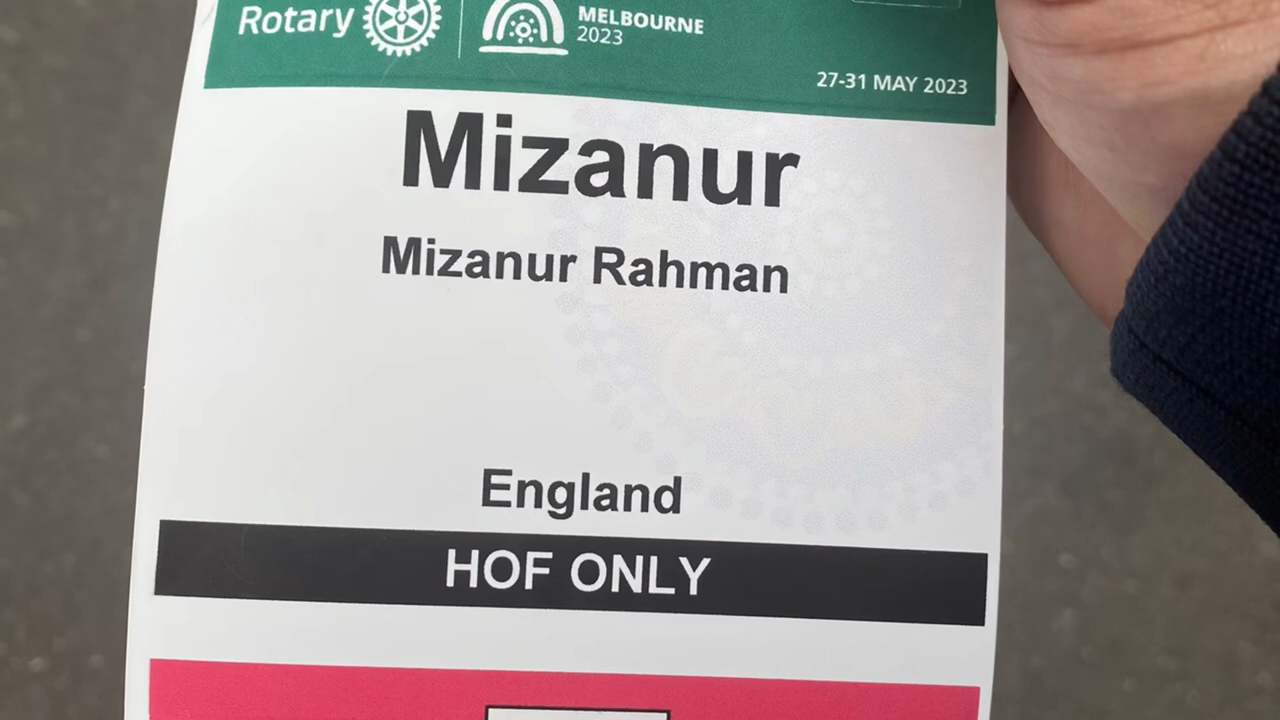 Rotary
MELBOURNE
2023
27-31 MAY 2023
Mizanur
Mizanur Rahman
England
HOF ONLY